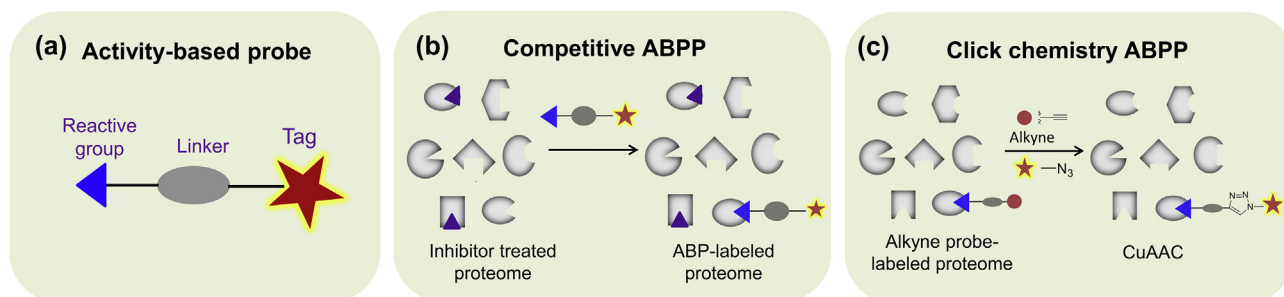 (a) Activity-based probe
Reactive
group
Linker
Tag
(b) Competitive ABPP
Inhibitor treated
proteome
ABP-labeled
proteome
(c) Click chemistry ABPP
Alkyne
N₃
Alkyne probe-
labeled proteome
N=N
N
CuAAC